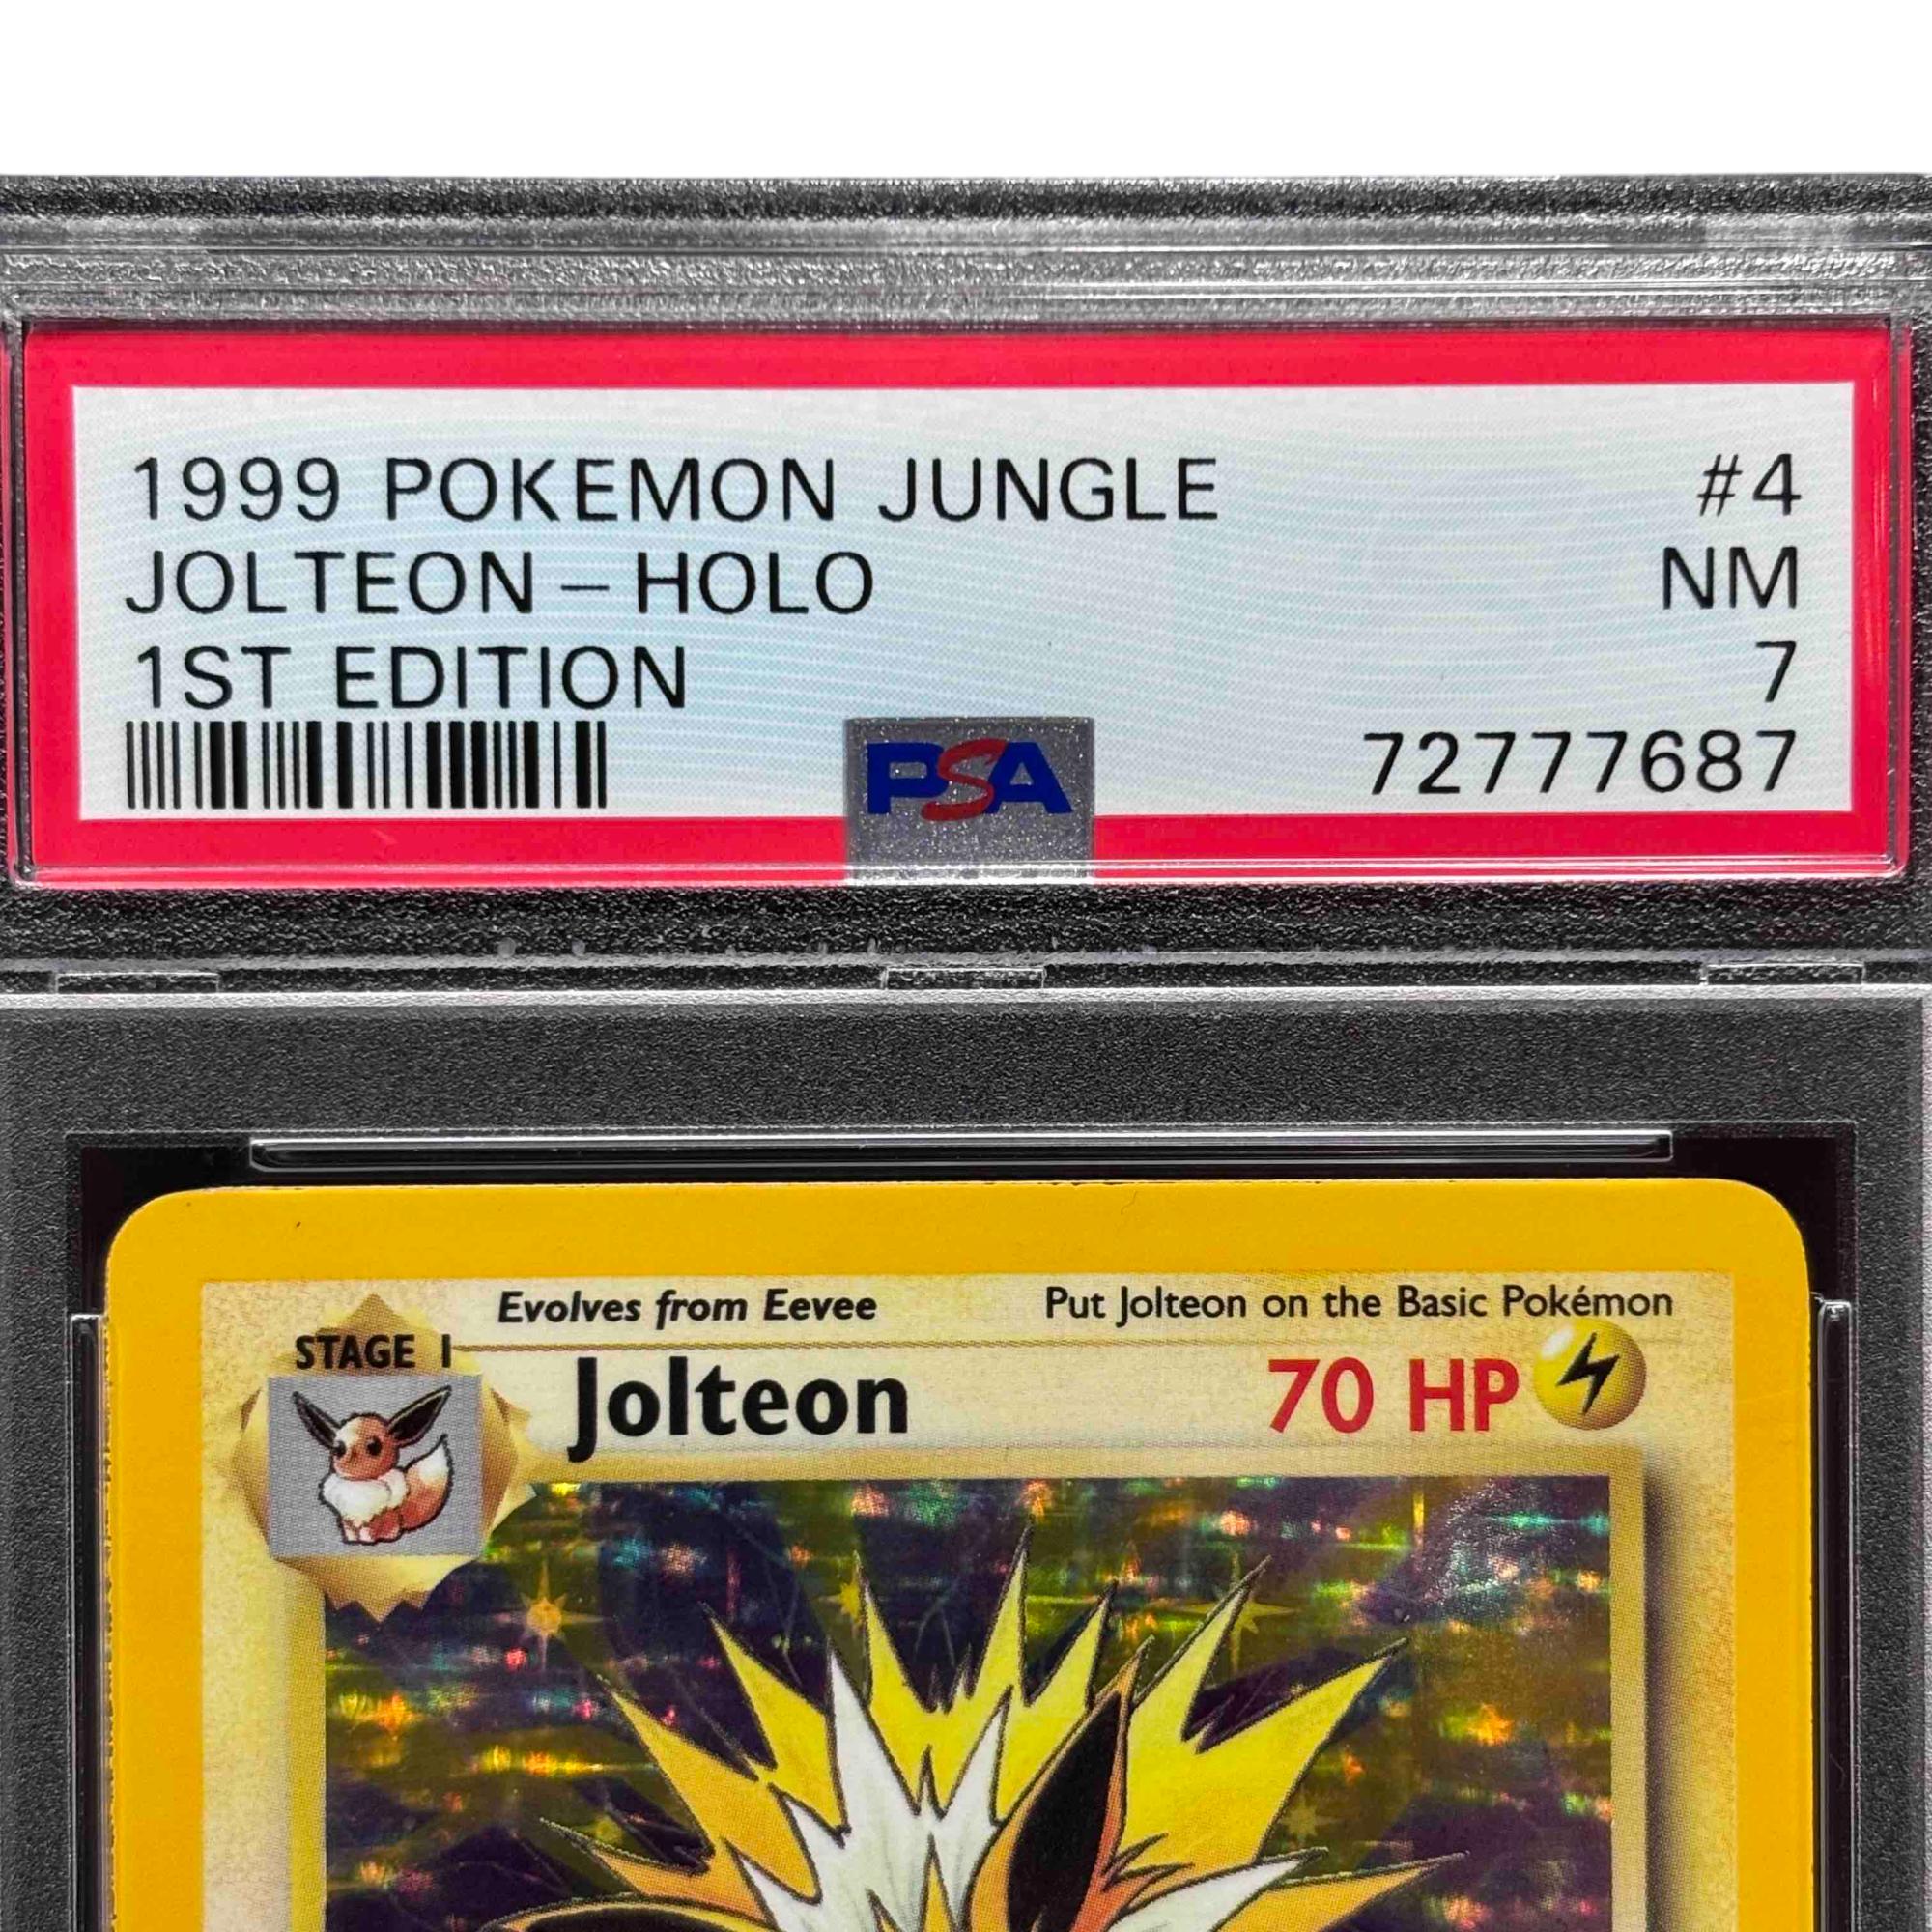 1999 POKEMON JUNGLE #4
JOLTEON – HOLO NM
1ST EDITION 7
PSA 72777687
Evolves from Eevee Put Jolteon on the Basic Pokémon
STAGE 1
Jolteon 70 HP